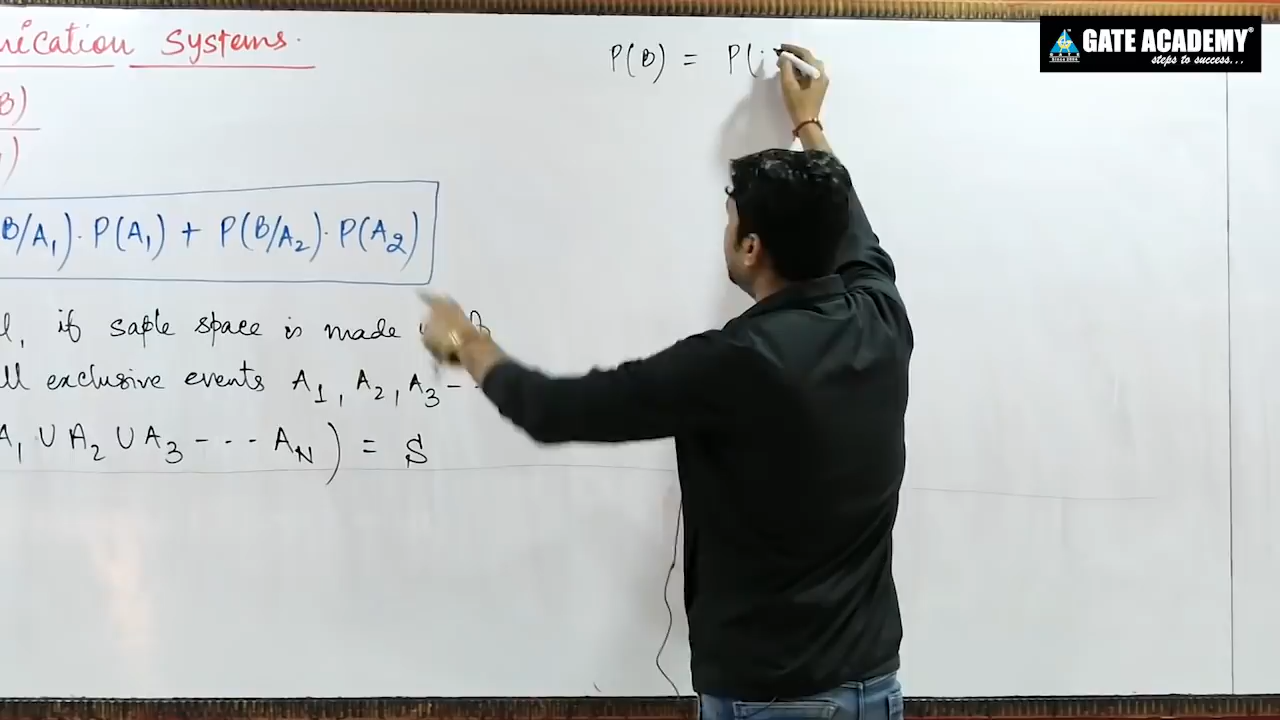 nication Systems.
B)
)
B/A₁). P(A₁) + P(B/A₂). P(A₂)
if saple space is made
ll exclusive events A₁, A₂, A₃ - -
A₁ ∪ A₂ ∪ A₃ - - - - A_N) = S
P(B) = P(
GATE ACADEMY®
steps to success...